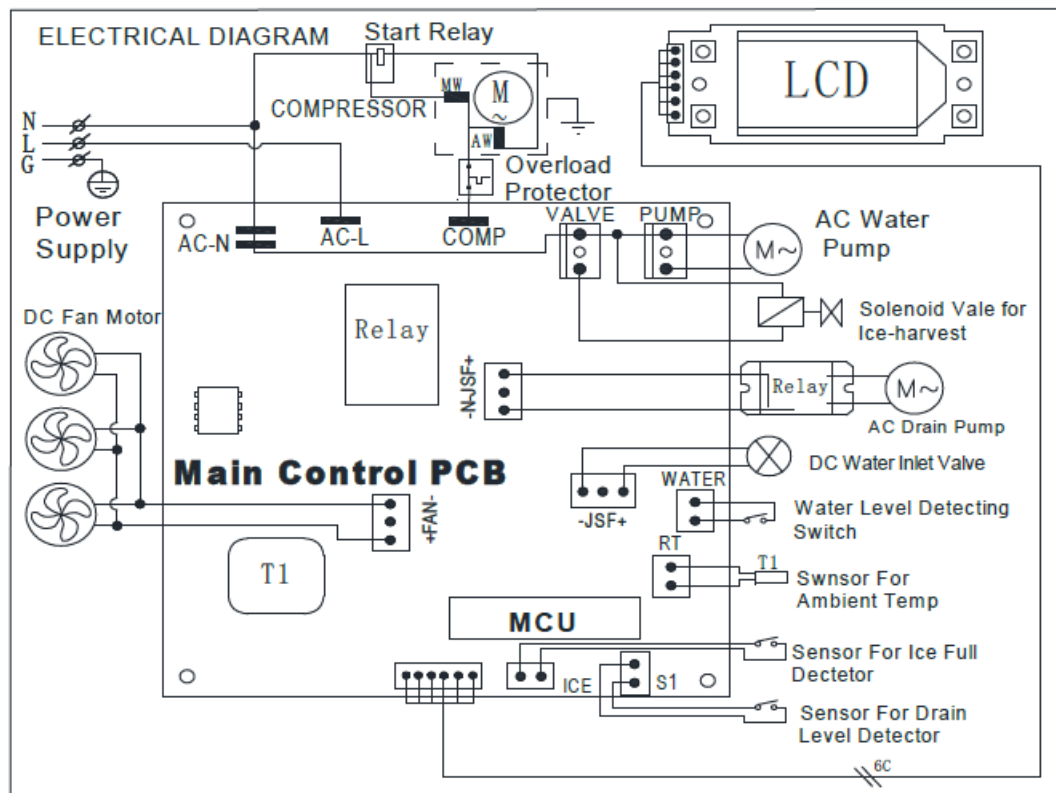 ELECTRICAL DIAGRAM
Start Relay
LCD
MW
M
~
COMPRESSOR
AW
N
L
G
Overload
Protector
Power
Supply
AC-N
AC-L
COMP
VALVE
PUMP
M~
AC Water
Pump
DC Fan Motor
Relay
Solenoid Vale for
Ice-harvest
-N-JSF+
Relay
M~
AC Drain Pump
Main Control PCB
DC Water Inlet Valve
WATER
-JSF+
+FAN-
Water Level Detecting
Switch
RT
T1
T1
Swnsor For
Ambient Temp
MCU
Sensor For Ice Full
Dectetor
ICE
S1
Sensor For Drain
Level Detector
6C